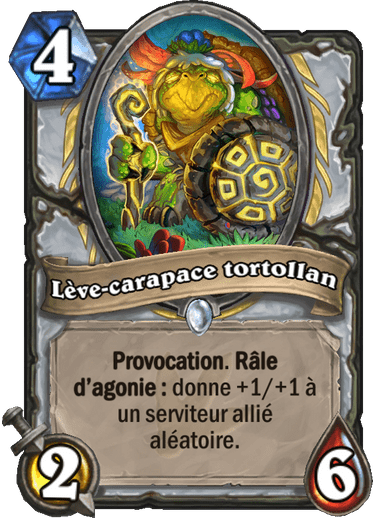 4
Lève-carapace tortollan
Provocation. Râle
d'agonie : donne +1/+1 à
un serviteur allié
aléatoire.
2
6